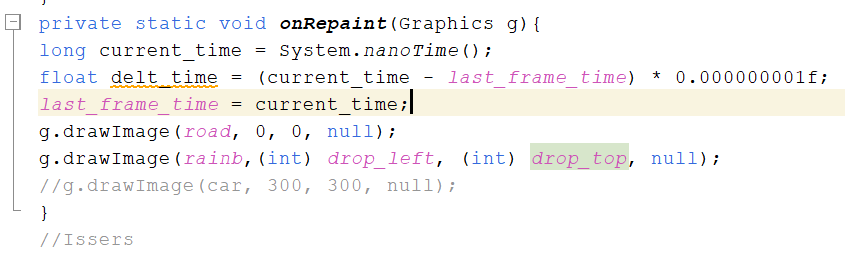 private static void onRepaint(Graphics g){
long current_time = System.nanoTime();
float delt_time = (current_time - last_frame_time) * 0.000000001f;
last_frame_time = current_time;
g.drawImage(road, 0, 0, null);
g.drawImage(rainb,(int) drop_left, (int) drop_top, null);
//g.drawImage(car, 300, 300, null);
}
//Issers